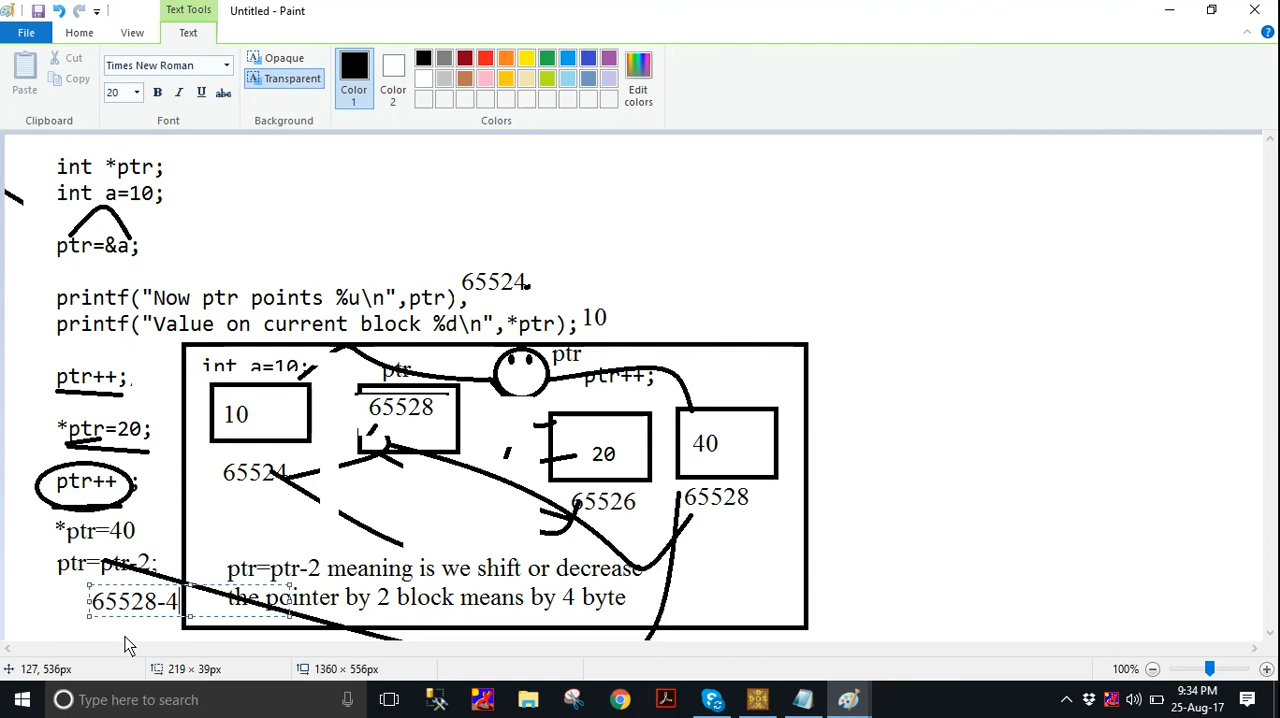 Text Tools
Untitled - Paint
File
Home
View
Text
Paste
Cut
Copy
Clipboard
Times New Roman
20
B I U abc
Font
Opaque
Transparent
Background
Color 1
Color 2
Edit colors
Colors
int *ptr;
int a=10;
ptr=&a;
65524
printf("Now ptr points %u\n",ptr),
printf("Value on current block %d\n",*ptr); 10
ptr++;
*ptr=20;
ptr++ ;
*ptr=40
ptr=ptr-2;
65528-4
int a=10;
ptr
ptr
ptr++;
10
65528
20
40
65524
65526
65528
ptr=ptr-2 meaning is we shift or decrease
the pointer by 2 block means by 4 byte
127, 536px
219 × 39px
1360 × 556px
100%
Type here to search
DOS
9:34 PM
25-Aug-17